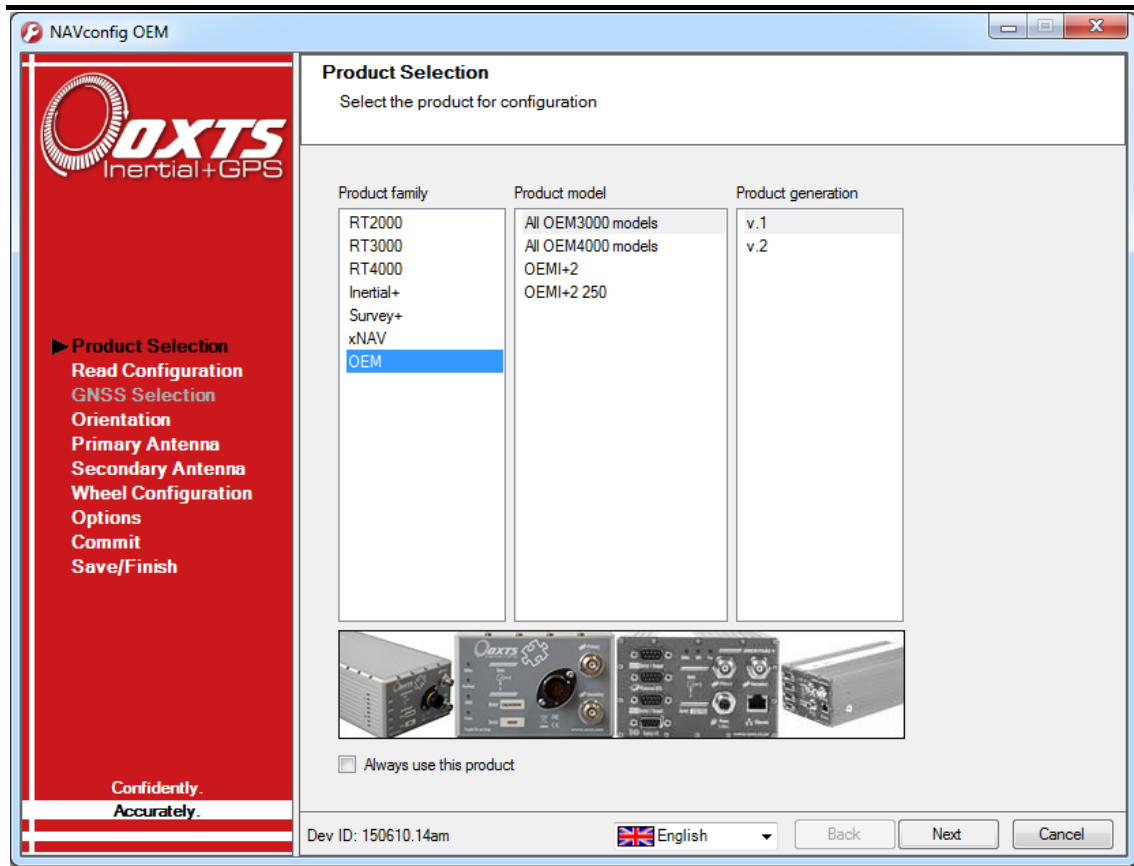 NAVconfig OEM
OXTS
Inertial+GPS
Product Selection
Read Configuration
GNSS Selection
Orientation
Primary Antenna
Secondary Antenna
Wheel Configuration
Options
Commit
Save/Finish
Confidently.
Accurately.
Product Selection
Select the product for configuration
Product family
RT2000
RT3000
RT4000
Inertial+
Survey+
xNAV
OEM
Product model
All OEM3000 models
All OEM4000 models
OEMI+2
OEMI+2 250
Product generation
v.1
v.2
OXTS
Always use this product
Dev ID: 150610.14am
English
Back
Next
Cancel